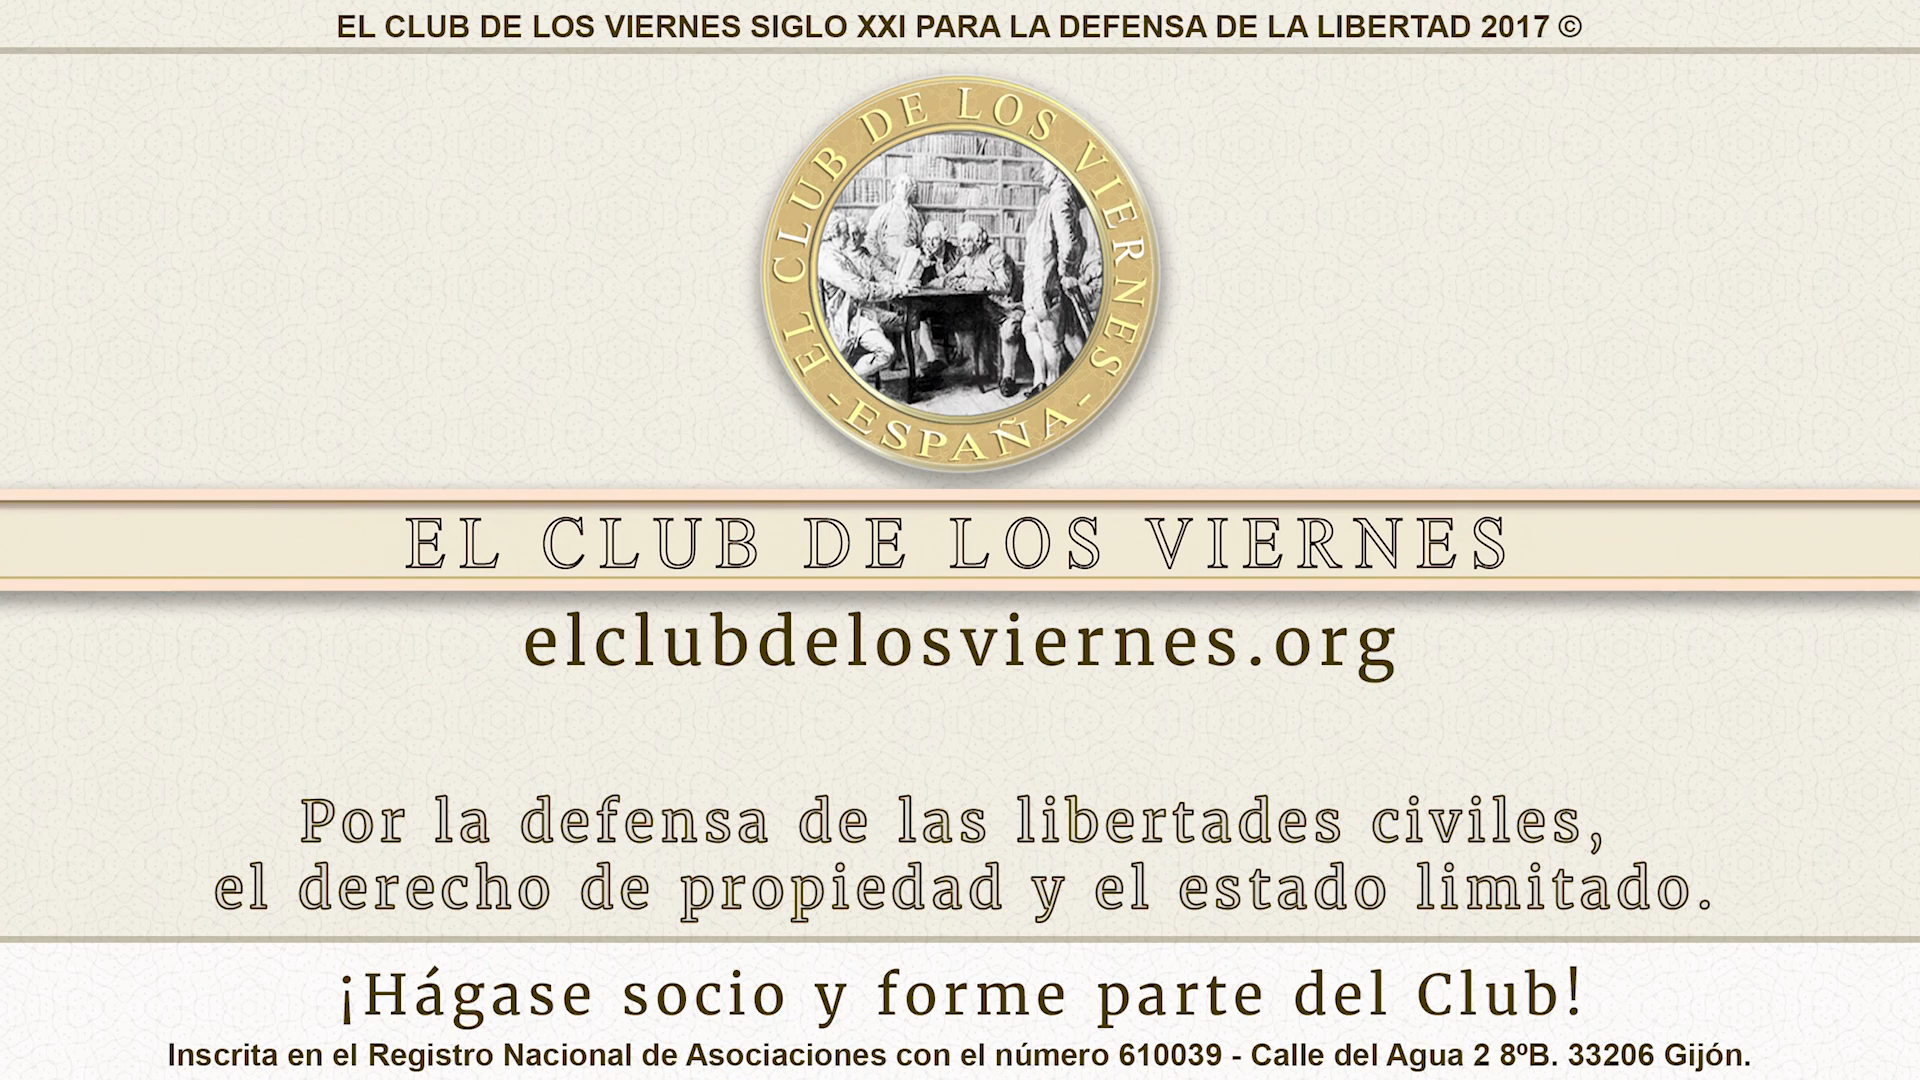 EL CLUB DE LOS VIERNES SIGLO XXI PARA LA DEFENSA DE LA LIBERTAD 2017 ©
EL CLUB DE LOS VIERNES
- ESPAÑA -
EL CLUB DE LOS VIERNES
elclubdelosviernes.org
Por la defensa de las libertades civiles,
el derecho de propiedad y el estado limitado.
¡Hágase socio y forme parte del Club!
Inscrita en el Registro Nacional de Asociaciones con el número 610039 - Calle del Agua 2 8ºB. 33206 Gijón.